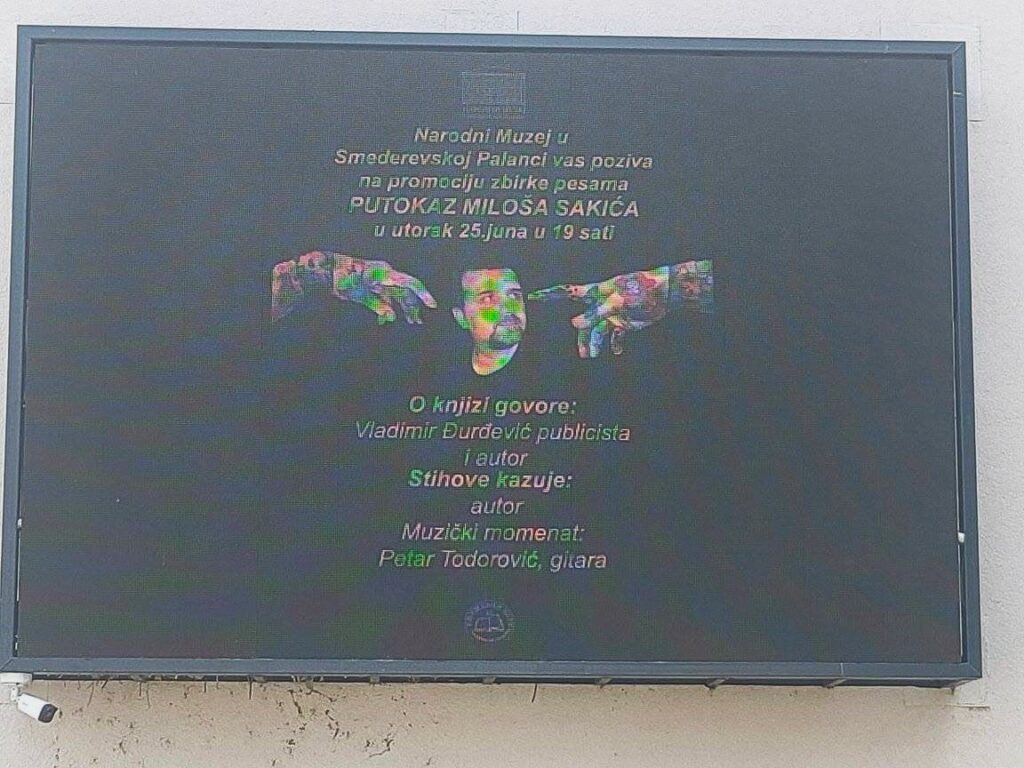 Narodni Muzej u
Smederevskoj Palanci vas poziva
na promociju zbirke pesama
PUTOKAZ MILOŠA SAKIĆA
u utorak 25.juna u 19 sati
O knjizi govore:
Vladimir Đurđević publicista
i autor
Stihove kazuje:
autor
Muzički momenat:
Petar Todorović, gitara